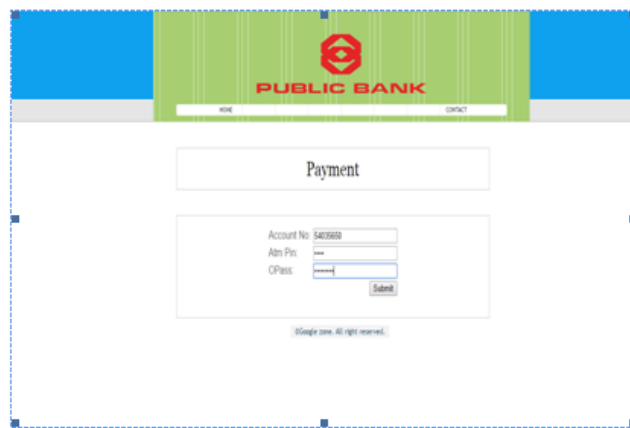 PUBLIC BANK
HOME CONTACT
Payment
Account No: 54035650
Atm Pin: ••••
OPass: ••••••••
Submit
©Google zone. All right reserved.